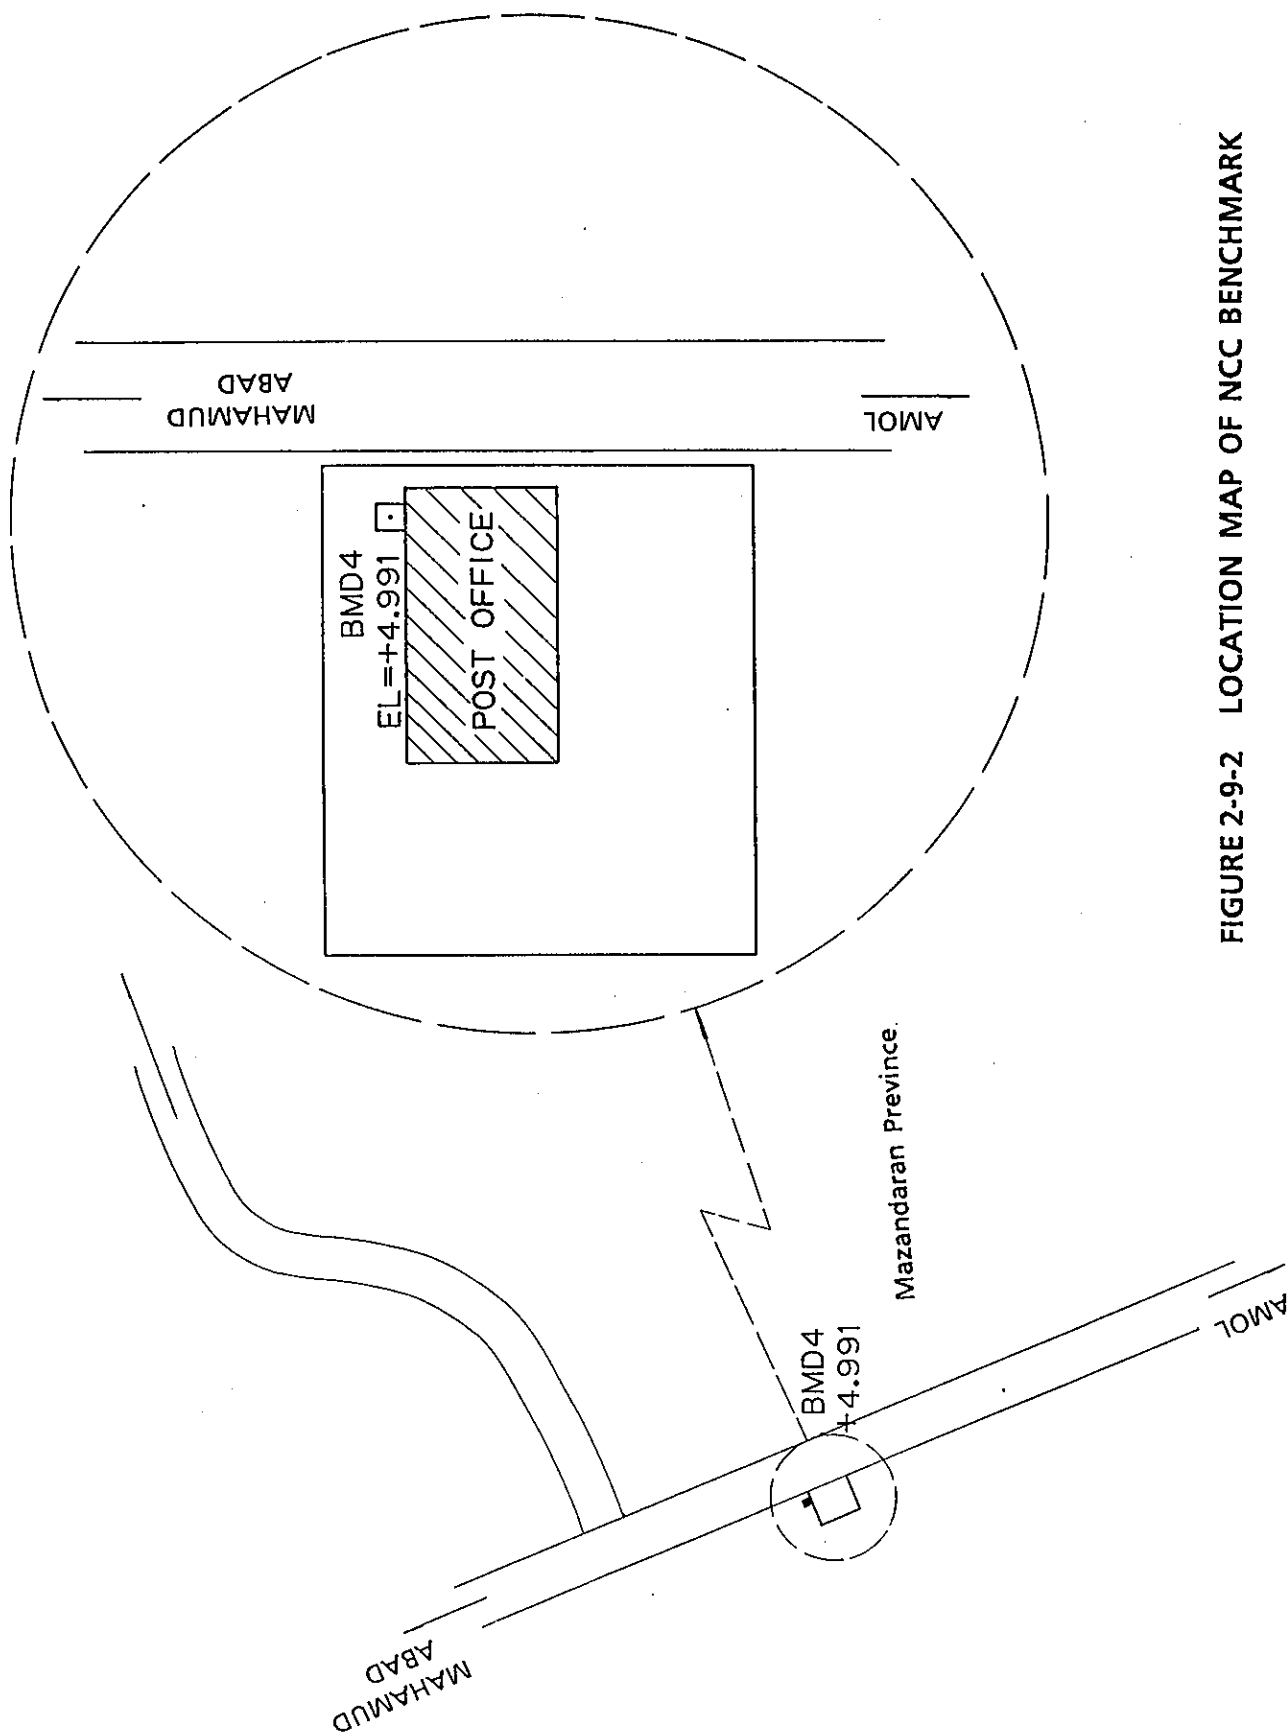 MAHAMUD
ABAD
AMOL
BMD4
EL=+4.991
POST OFFICE
MAHAMUD
ABAD
BMD4
+4.991
AMOL
Mazandaran Prevince.
FIGURE 2-9-2 LOCATION MAP OF NCC BENCHMARK